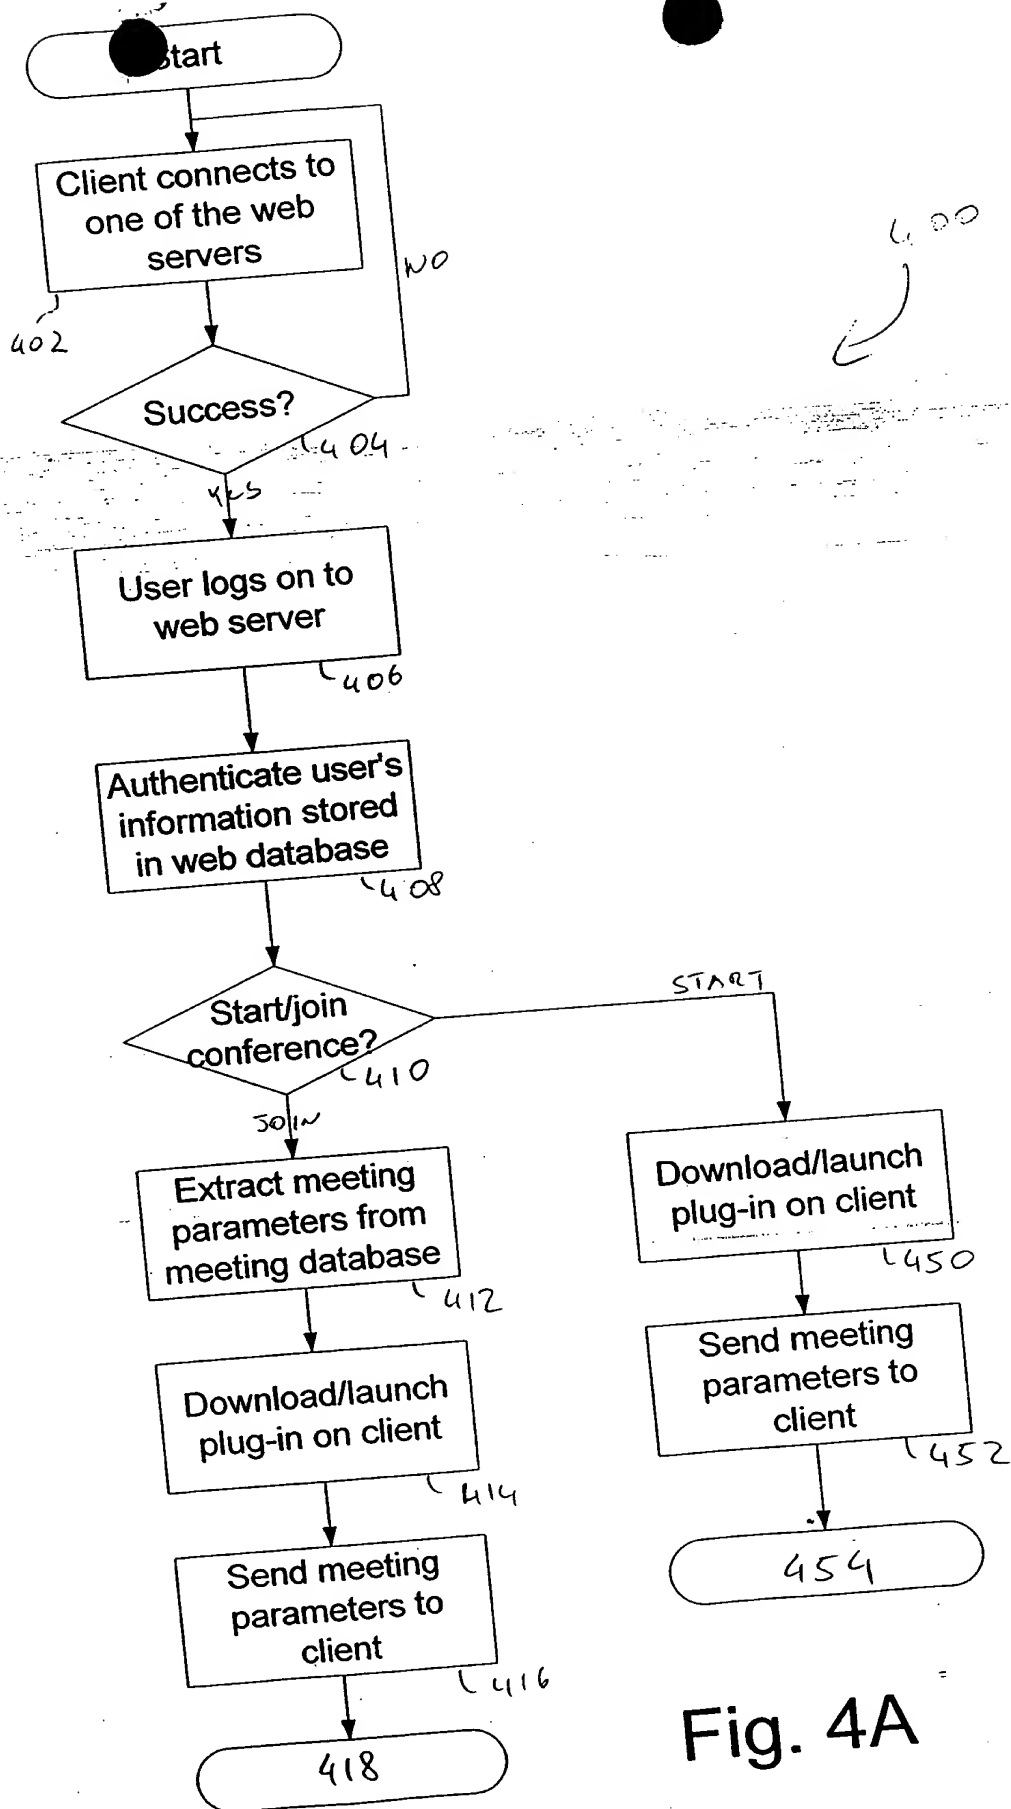 Start
Client connects to
one of the web
servers
402
NO
400
Success?
404
YES
User logs on to
web server
406
Authenticate user's
information stored
in web database
408
Start/join
conference?
410
START
JOIN
Extract meeting
parameters from
meeting database
412
Download/launch
plug-in on client
414
Send meeting
parameters to
client
416
418
Download/launch
plug-in on client
450
Send meeting
parameters to
client
452
454
Fig. 4A